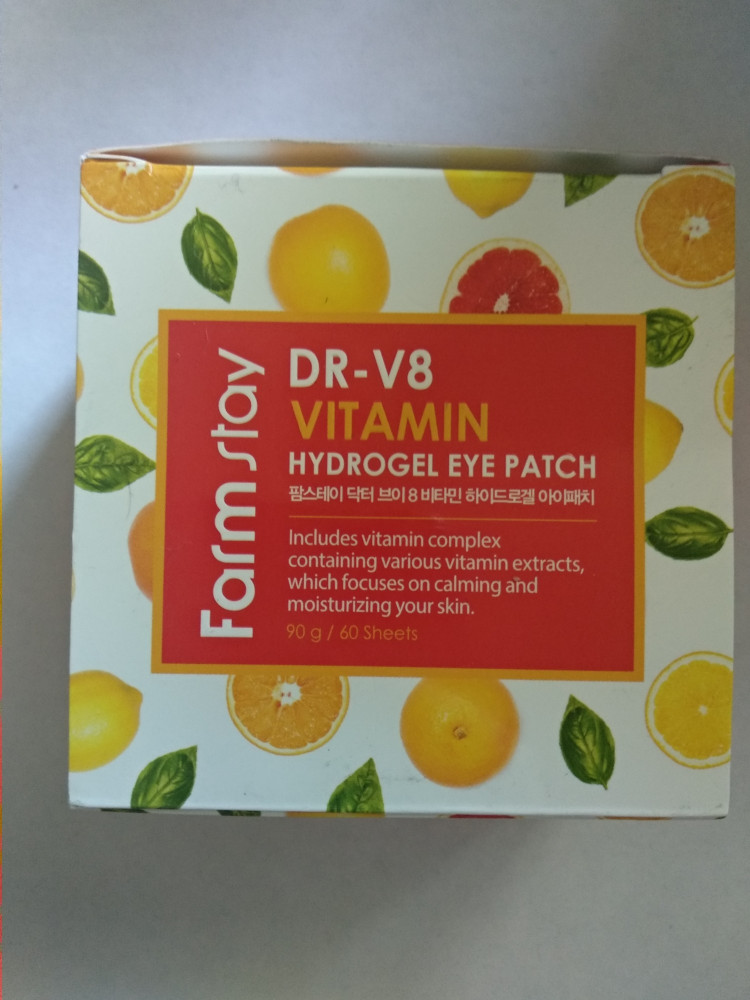 Farmstay
DR-V8
VITAMIN
HYDROGEL EYE PATCH
팜스테이 닥터 브이 8 비타민 하이드로겔 아이패치
Includes vitamin complex
containing various vitamin extracts,
which focuses on calming and
moisturizing your skin.
90 g / 60 Sheets